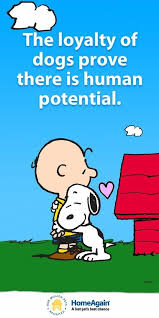 The loyalty of
dogs prove
there is human
potential.
HomeAgain®
A lost pet's best chance